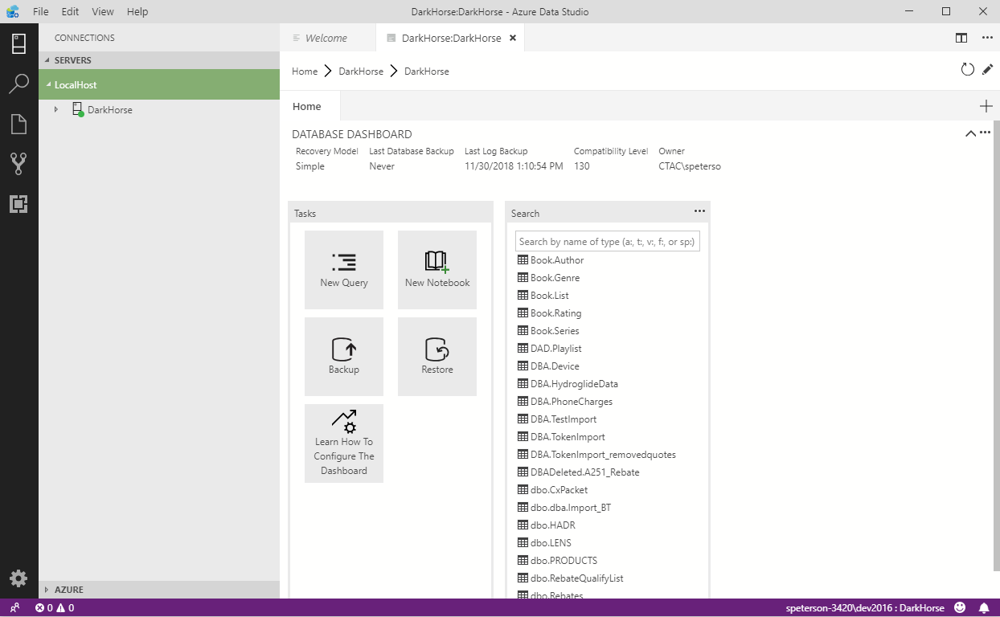 File Edit View Help
DarkHorse:DarkHorse - Azure Data Studio
CONNECTIONS
Welcome
DarkHorse:DarkHorse
SERVERS
LocalHost
DarkHorse
Home DarkHorse DarkHorse
Home
DATABASE DASHBOARD
Recovery Model Last Database Backup Last Log Backup Compatibility Level Owner
Simple Never 11/30/2018 1:10:54 PM 130 CTAC\speterso
Tasks
New Query
New Notebook
Backup
Restore
Learn How To
Configure The
Dashboard
Search
Search by name of type (a:, t:, v:, f:, or sp:)
Book.Author
Book.Genre
Book.List
Book.Rating
Book.Series
DAD.Playlist
DBA.Device
DBA.HydroglideData
DBA.PhoneCharges
DBA.TestImport
DBA.TokenImport
DBA.TokenImport_removedquotes
DBADeleted.A251_Rebate
dbo.CxPacket
dbo.dba.Import_BT
dbo.HADR
dbo.LENS
dbo.PRODUCTS
dbo.RebateQualifyList
dbo.Rebates
AZURE
0 0
speterson-3420\dev2016 : DarkHorse